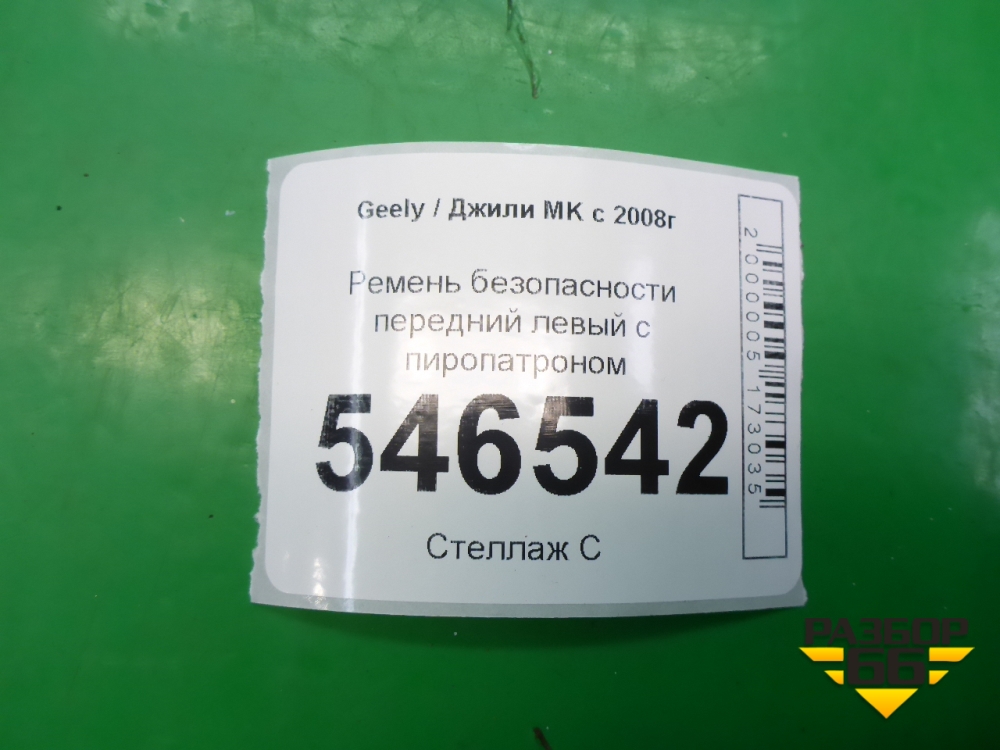 Geely / Джили МК с 2008г
Ремень безопасности
передний левый с
пиропатроном
546542
Стеллаж С
2000005173035
РАЗБОР
66